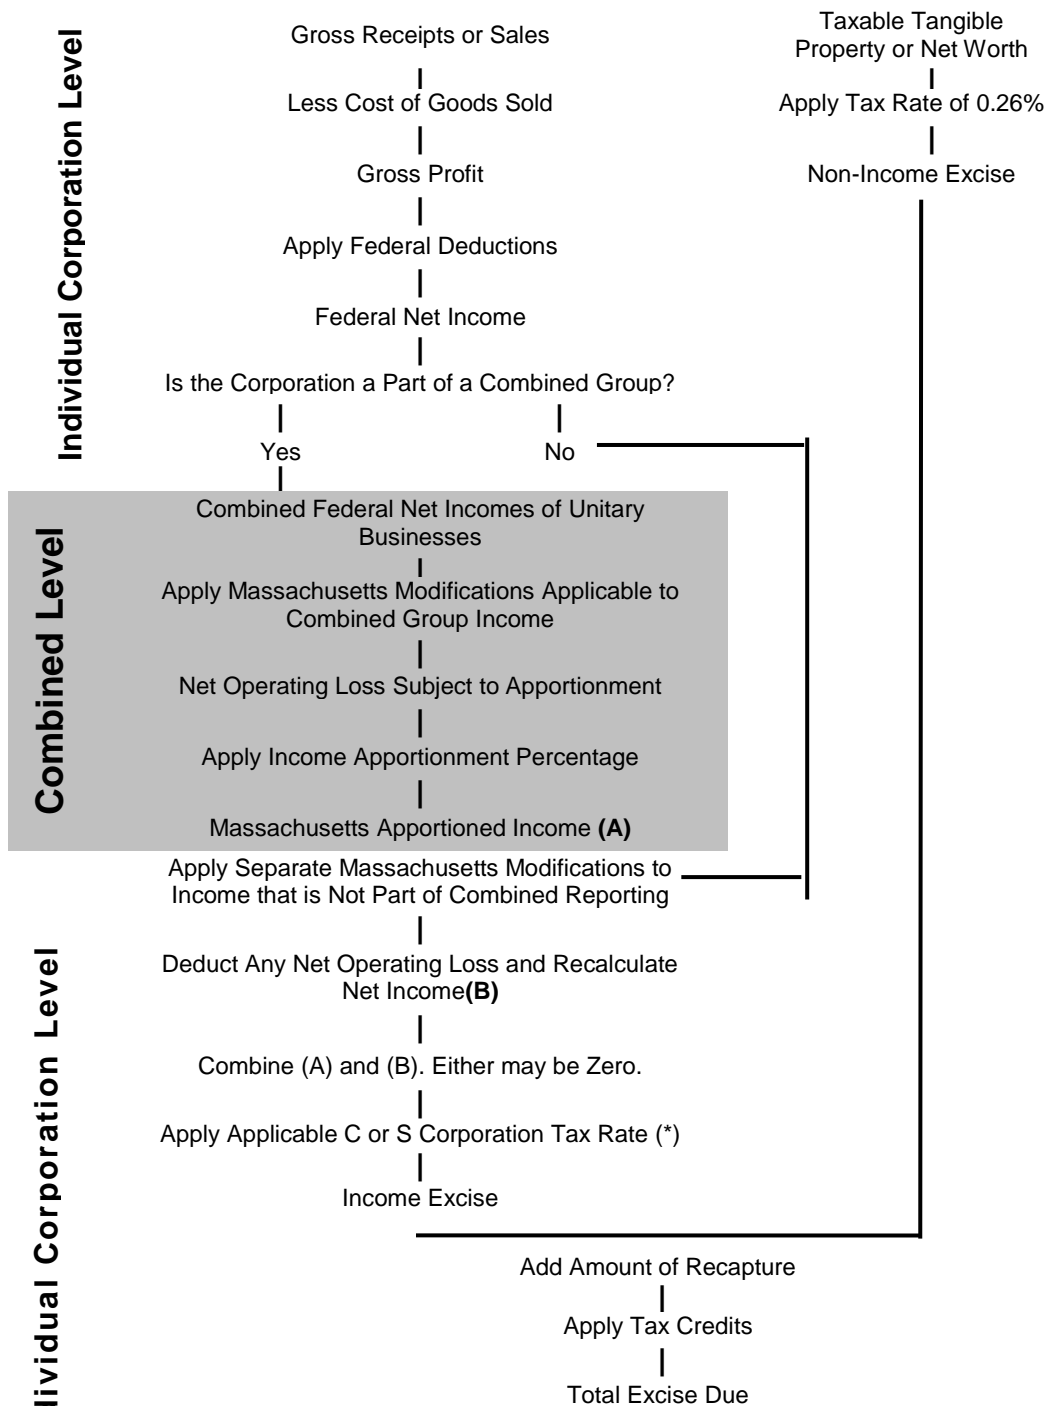 Individual Corporation Level
Gross Receipts or Sales
Less Cost of Goods Sold
Gross Profit
Apply Federal Deductions
Federal Net Income
Is the Corporation a Part of a Combined Group?
Yes
No
Taxable Tangible
Property or Net Worth
Apply Tax Rate of 0.26%
Non-Income Excise
Combined Level
Combined Federal Net Incomes of Unitary
Businesses
Apply Massachusetts Modifications Applicable to
Combined Group Income
Net Operating Loss Subject to Apportionment
Apply Income Apportionment Percentage
Massachusetts Apportioned Income (A)
Apply Separate Massachusetts Modifications to
Income that is Not Part of Combined Reporting
Deduct Any Net Operating Loss and Recalculate
Net Income(B)
Combine (A) and (B). Either may be Zero.
Apply Applicable C or S Corporation Tax Rate (*)
Income Excise
Corporation Level
Add Amount of Recapture
Apply Tax Credits
Total Excise Due